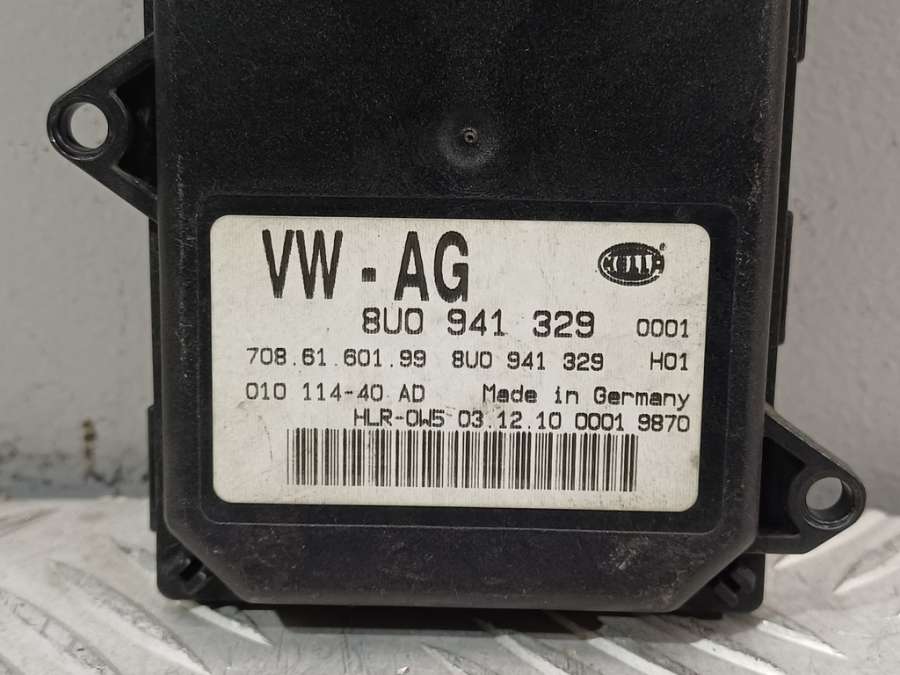 VW-AG
HELLA
®
8U0 941 329 0001
708.61.601.99 8U0 941 329 H01
010 114-40 AD Made in Germany
HLR-0W5 03.12.10 0001 9870